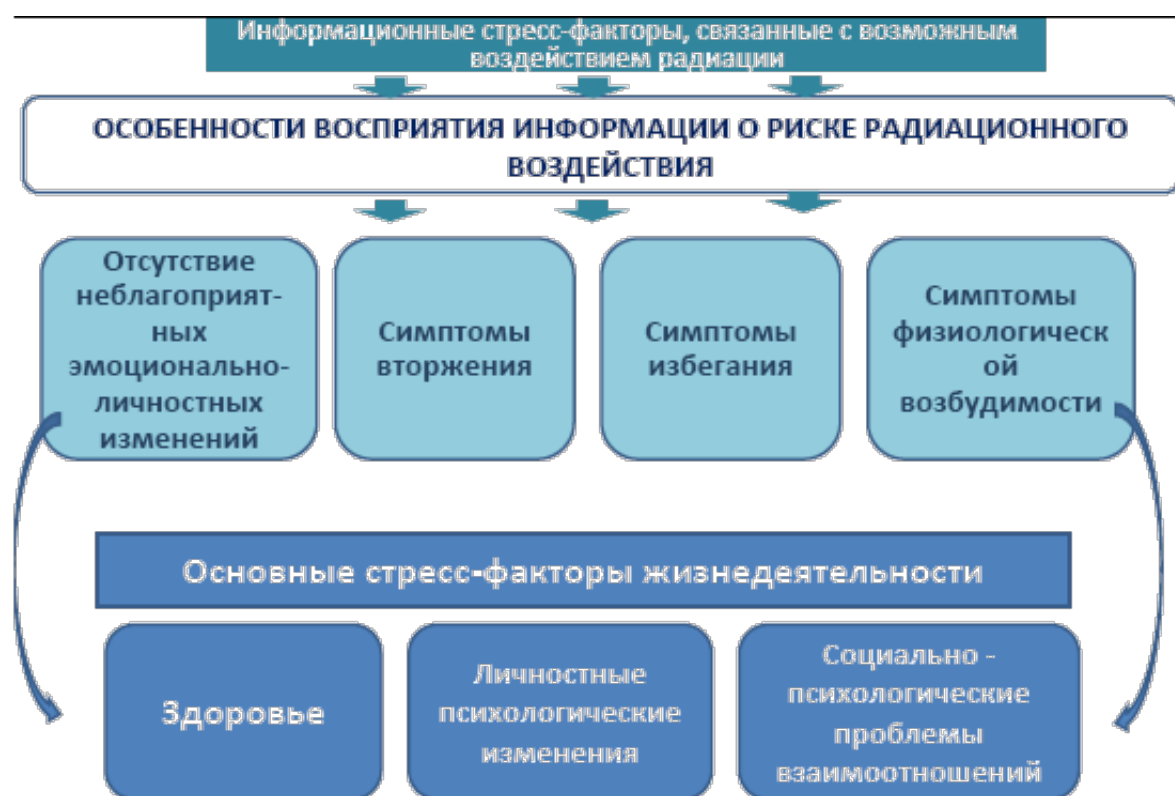 Информационные стресс-факторы, связанные с возможным
воздействием радиации
ОСОБЕННОСТИ ВОСПРИЯТИЯ ИНФОРМАЦИИ О РИСКЕ РАДИАЦИОННОГО
ВОЗДЕЙСТВИЯ
Отсутствие
неблагоприят-
ных
эмоционально-
личностных
изменений
Симптомы
вторжения
Симптомы
избегания
Симптомы
физиологическ
ой
возбудимости
Основные стресс-факторы жизнедеятельности
Здоровье
Личностные
психологические
изменения
Социально -
психологические
проблемы
взаимоотношений